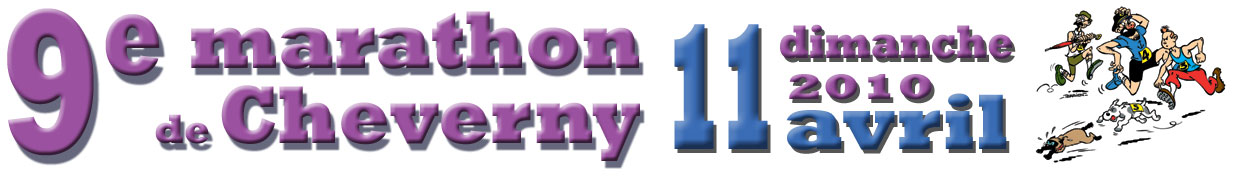 9e marathon
de Cheverny
11 dimanche
2010
avril